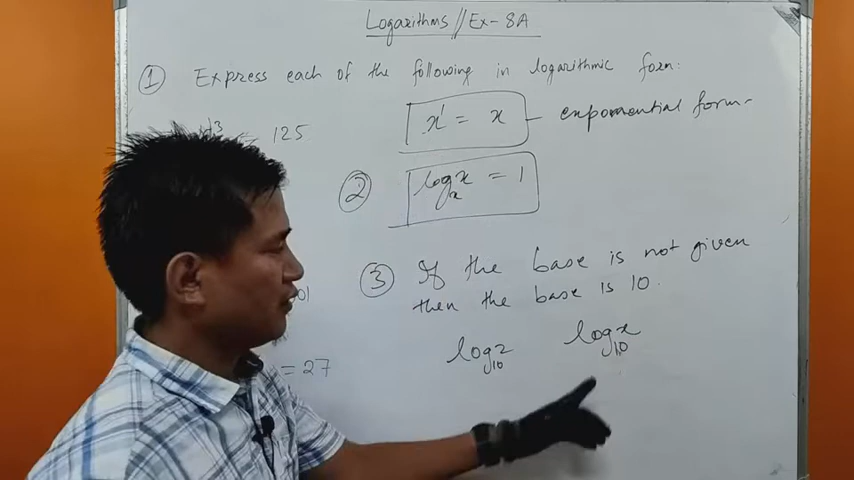 Logarithms // Ex-8A
① Express each of the following in logarithmic form:
= 125
x¹ = x - exponential form-
② logₓx = 1
③ If the base is not given
then the base is 10.
log₁₀2 log₁₀x
= 27